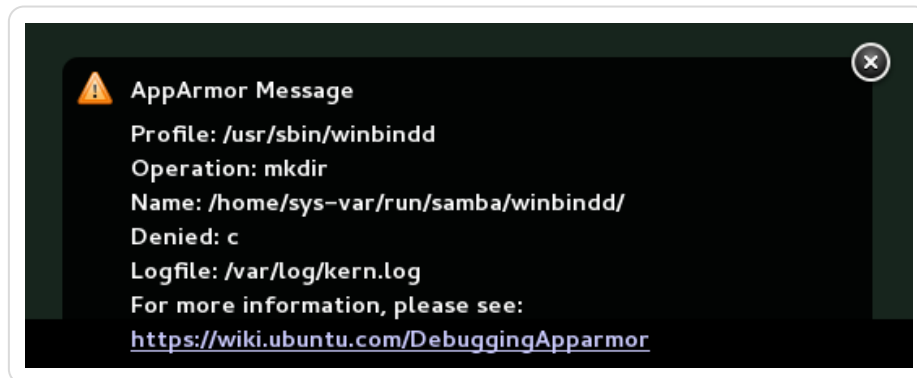 AppArmor Message
Profile: /usr/sbin/winbindd
Operation: mkdir
Name: /home/sys-var/run/samba/winbindd/
Denied: c
Logfile: /var/log/kern.log
For more information, please see:
https://wiki.ubuntu.com/DebuggingApparmor